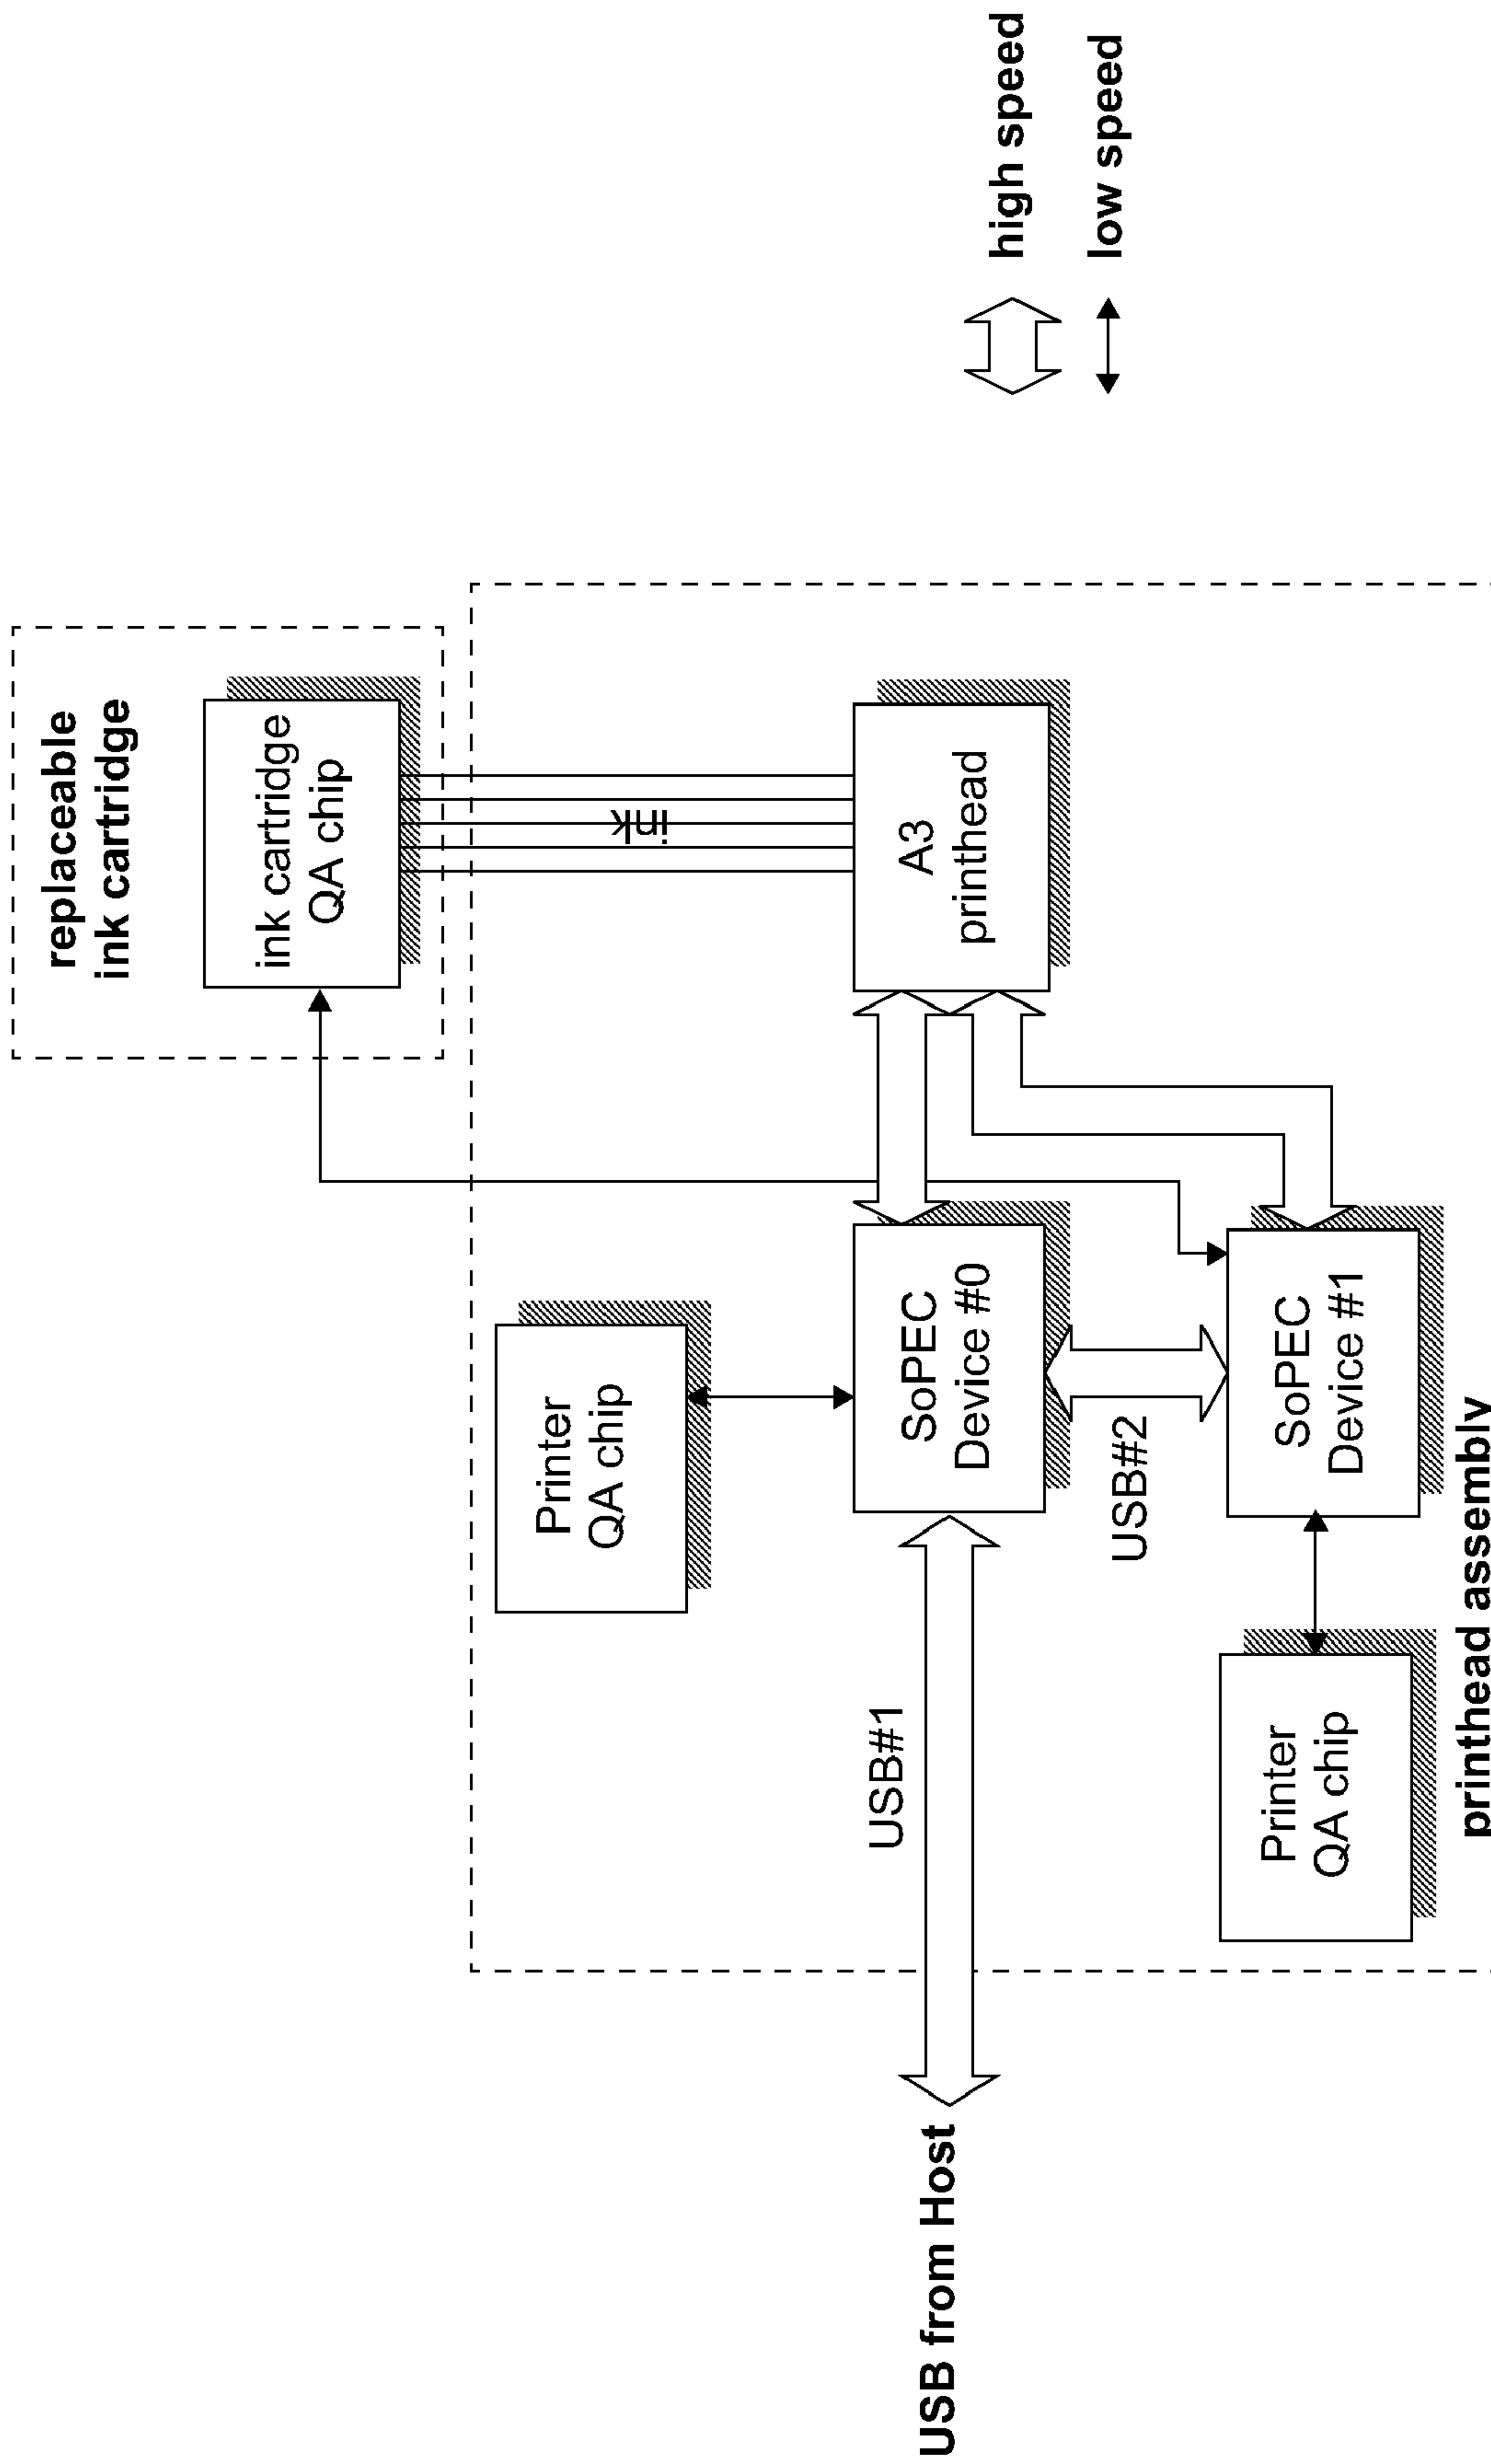 replaceable
ink cartridge
ink cartridge
QA chip
ink
A3
printhead
Printer
QA chip
SoPEC
Device #0
USB#1
USB#2
SoPEC
Device #1
Printer
QA chip
printhead assembly
USB from Host
high speed
low speed